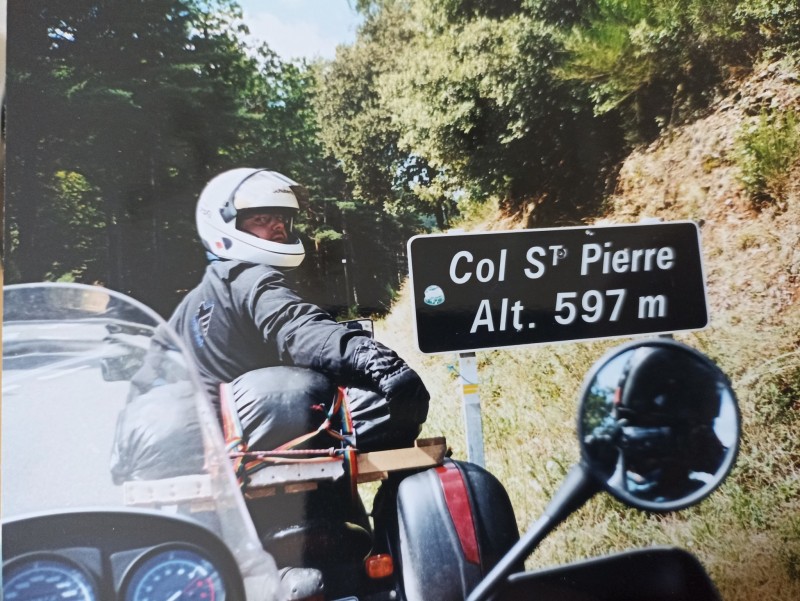 Col Sᵀ Pierre
Alt. 597 m